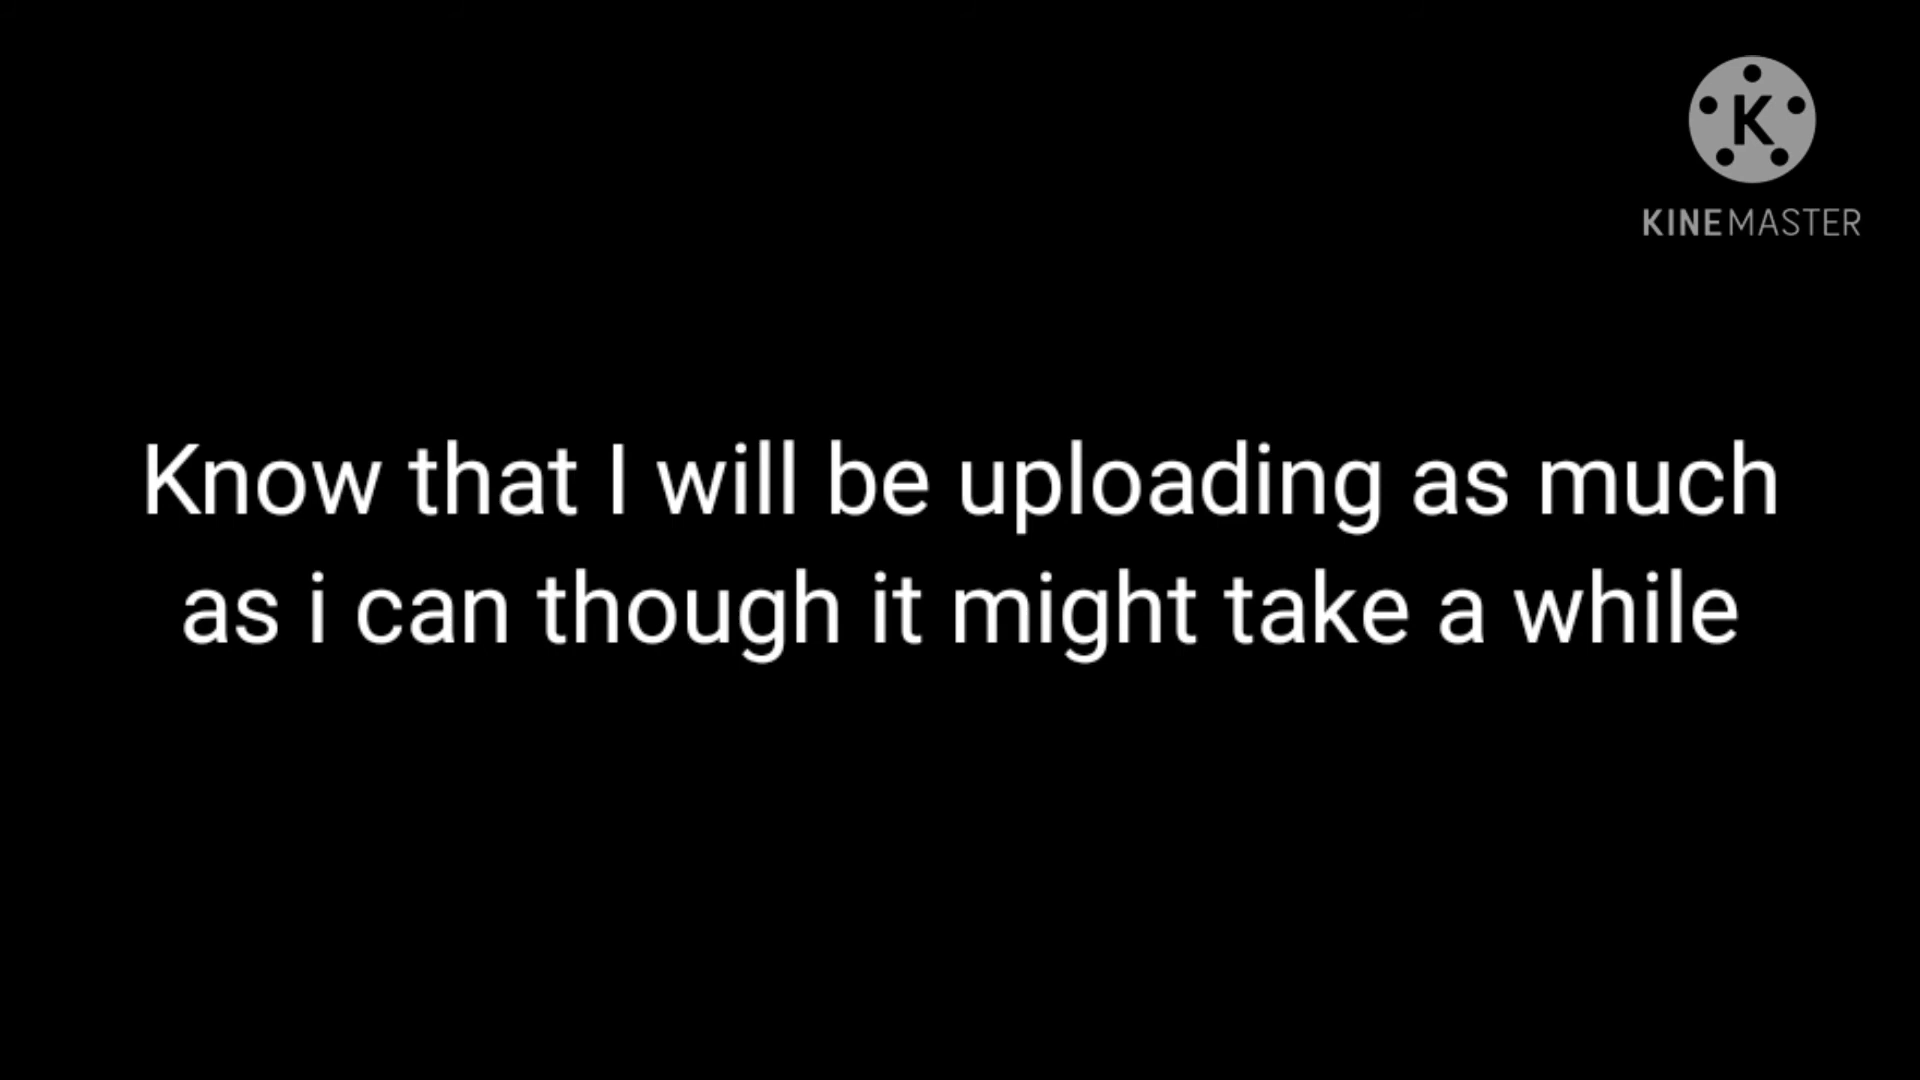 K
KINEMASTER
Know that I will be uploading as much
as i can though it might take a while